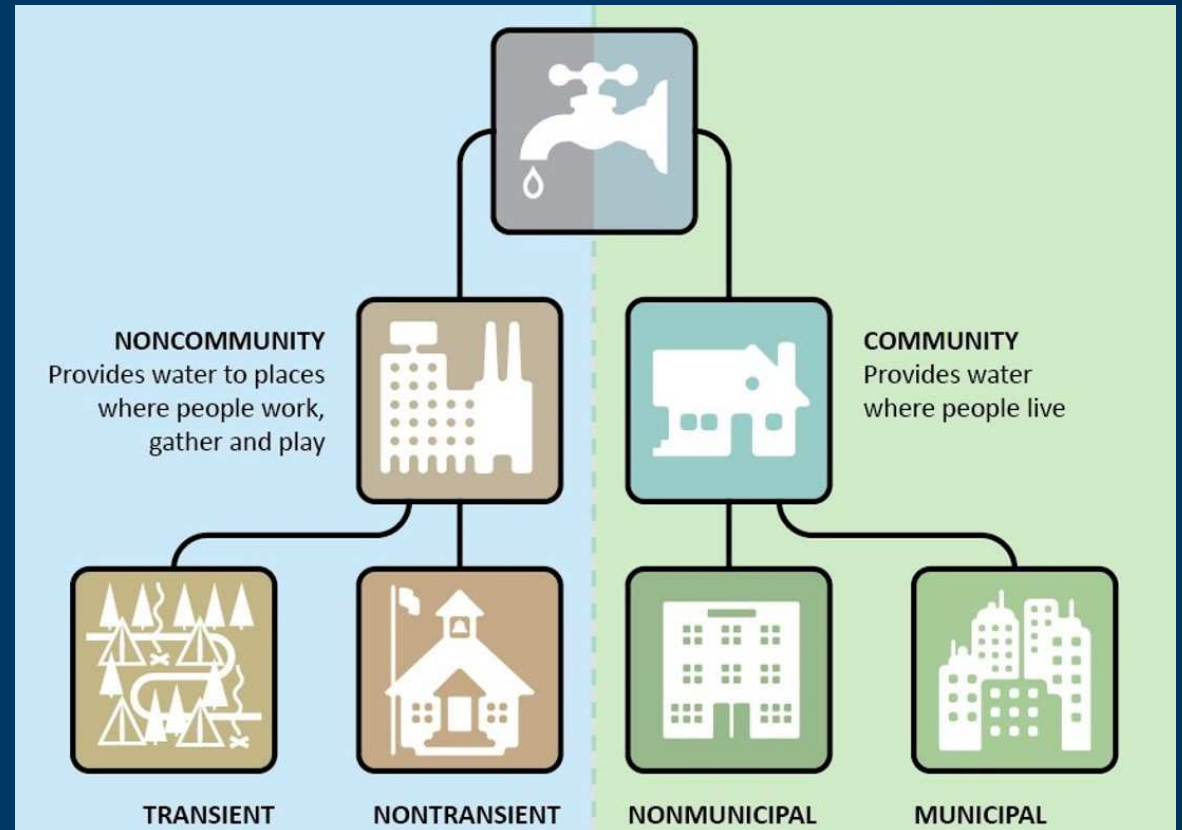 NONCOMMUNITY
Provides water to places
where people work,
gather and play
COMMUNITY
Provides water
where people live
TRANSIENT
NONTRANSIENT
NONMUNICIPAL
MUNICIPAL